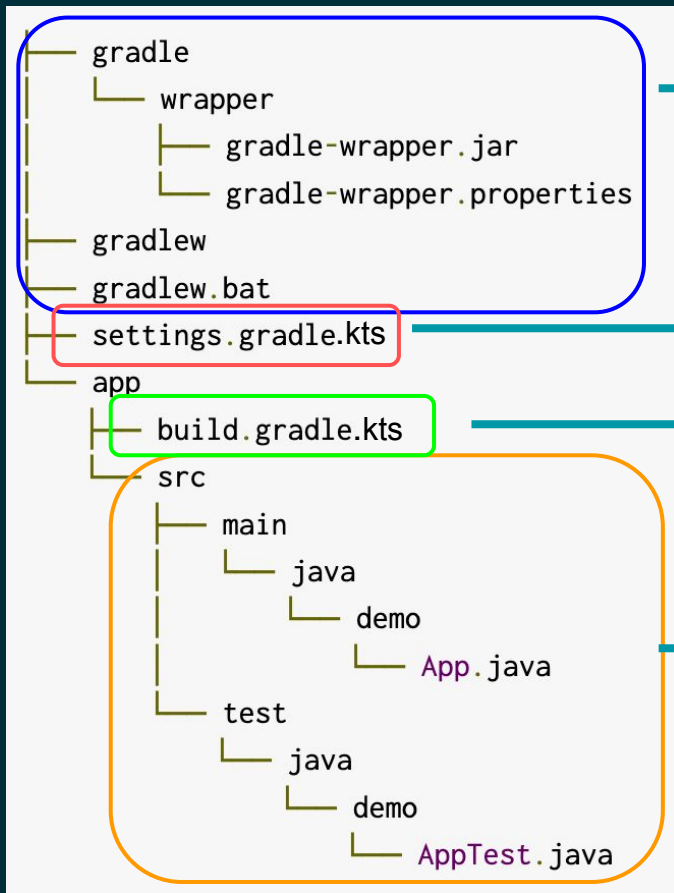 gradle
wrapper
gradle-wrapper.jar
gradle-wrapper.properties
gradlew
gradlew.bat
settings.gradle.kts
app
build.gradle.kts
src
main
java
demo
App.java
test
java
demo
AppTest.java